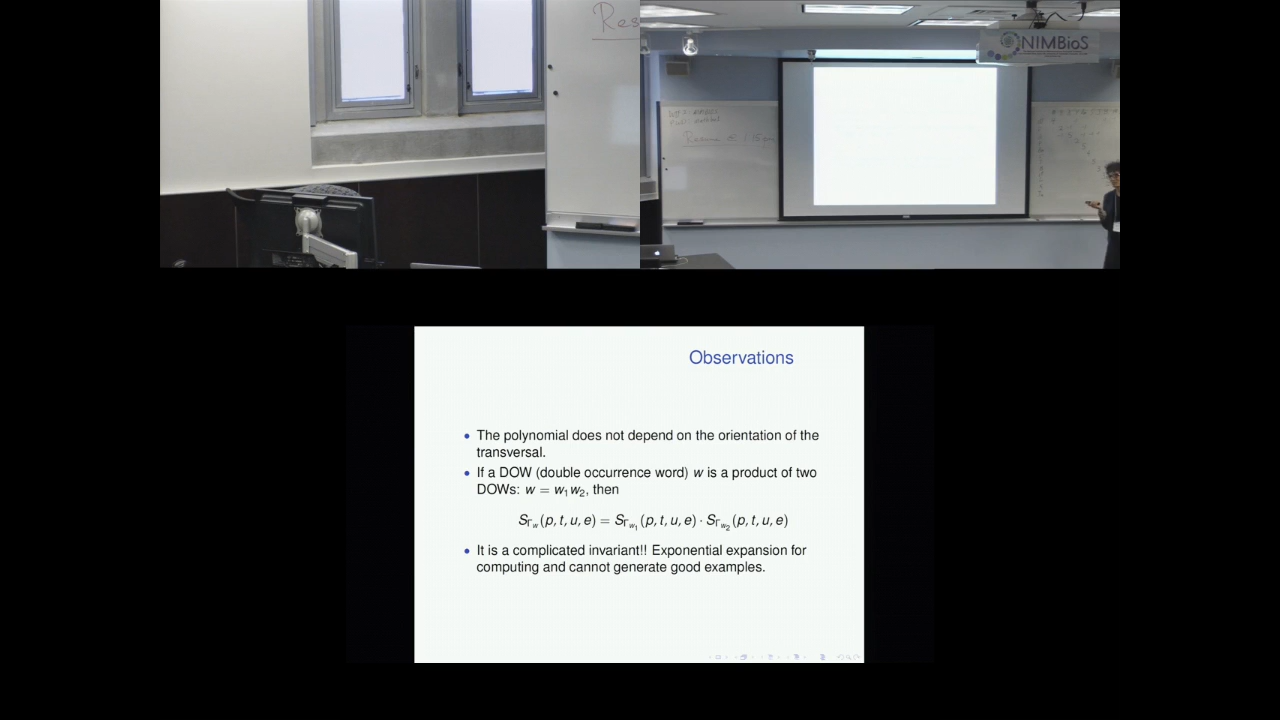 Res
NIMBioS
Observations
• The polynomial does not depend on the orientation of the
transversal.
• If a DOW (double occurrence word) w is a product of two
DOWs: w = w₁w₂, then
S_{Γ_w}(p, t, u, e) = S_{Γ_{w₁}}(p, t, u, e) · S_{Γ_{w₂}}(p, t, u, e)
• It is a complicated invariant!! Exponential expansion for
computing and cannot generate good examples.